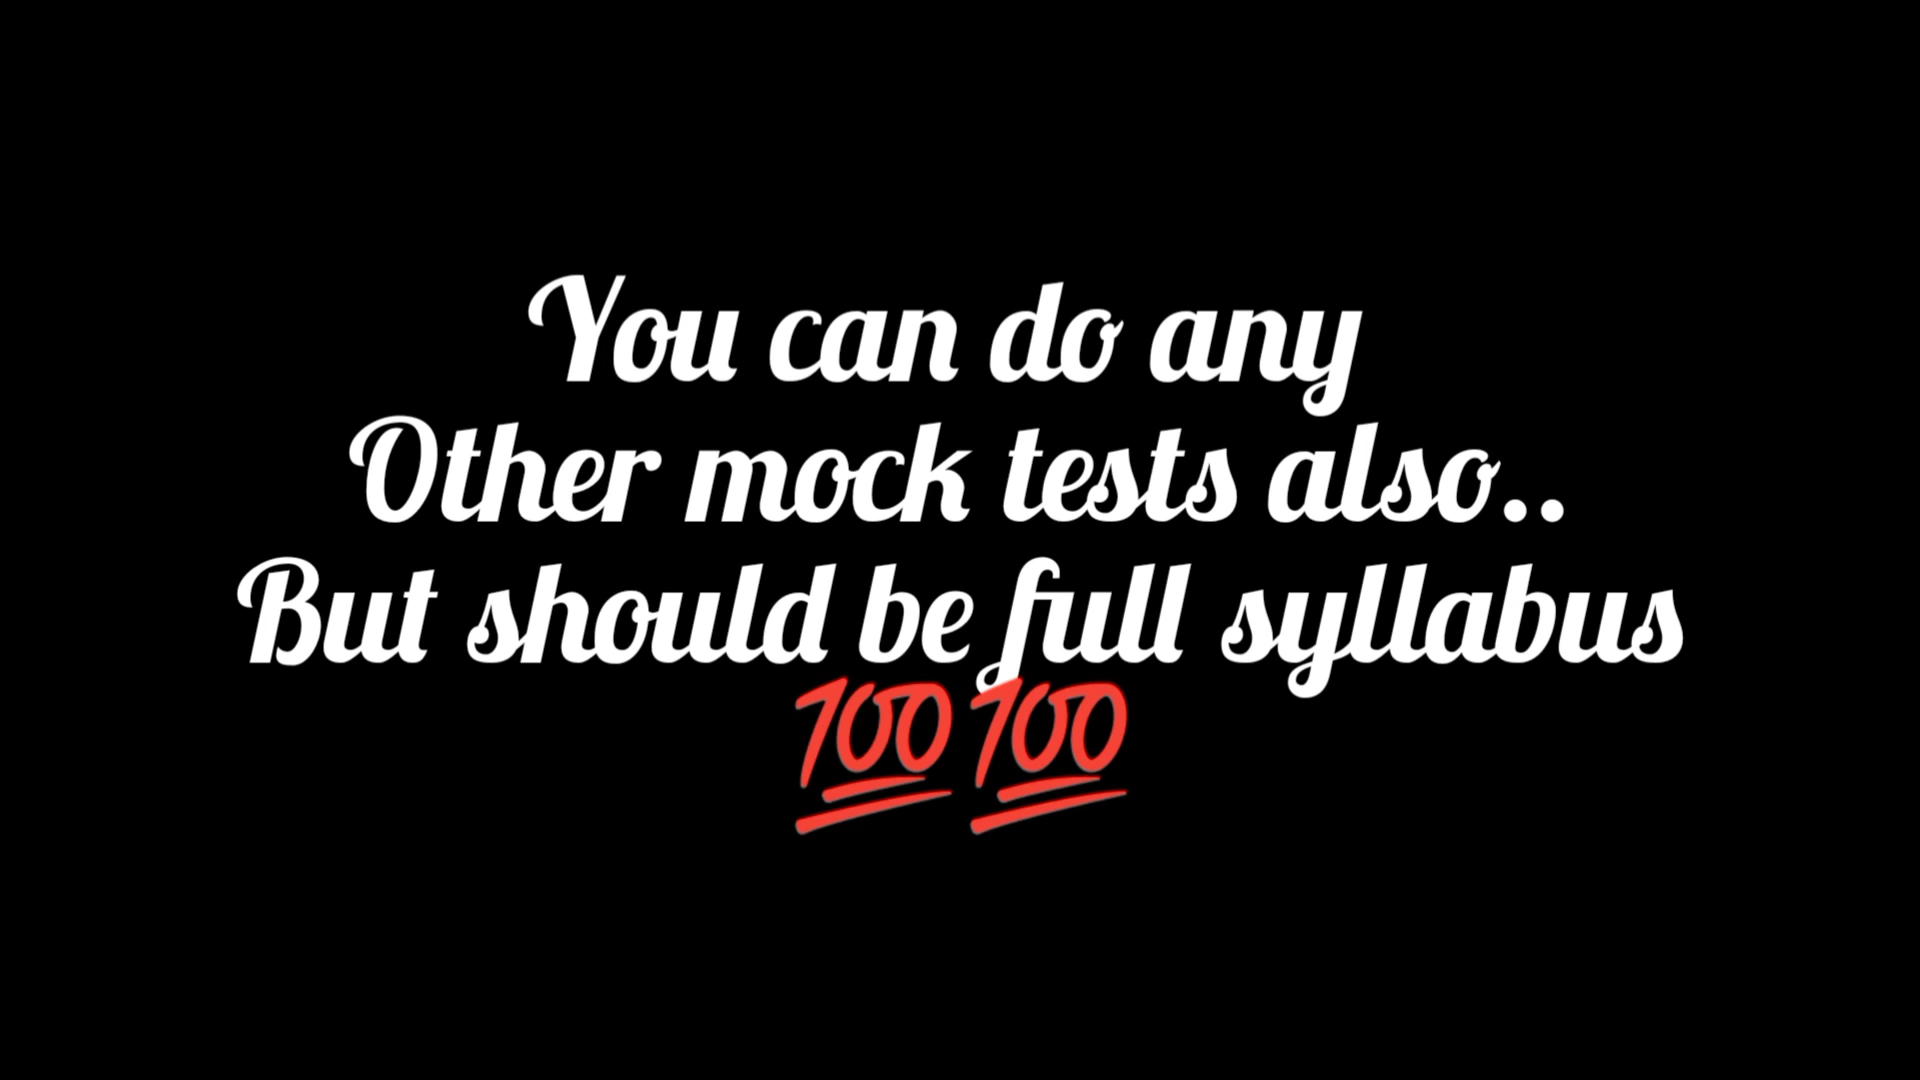 You can do any
Other mock tests also..
But should be full syllabus
💯💯